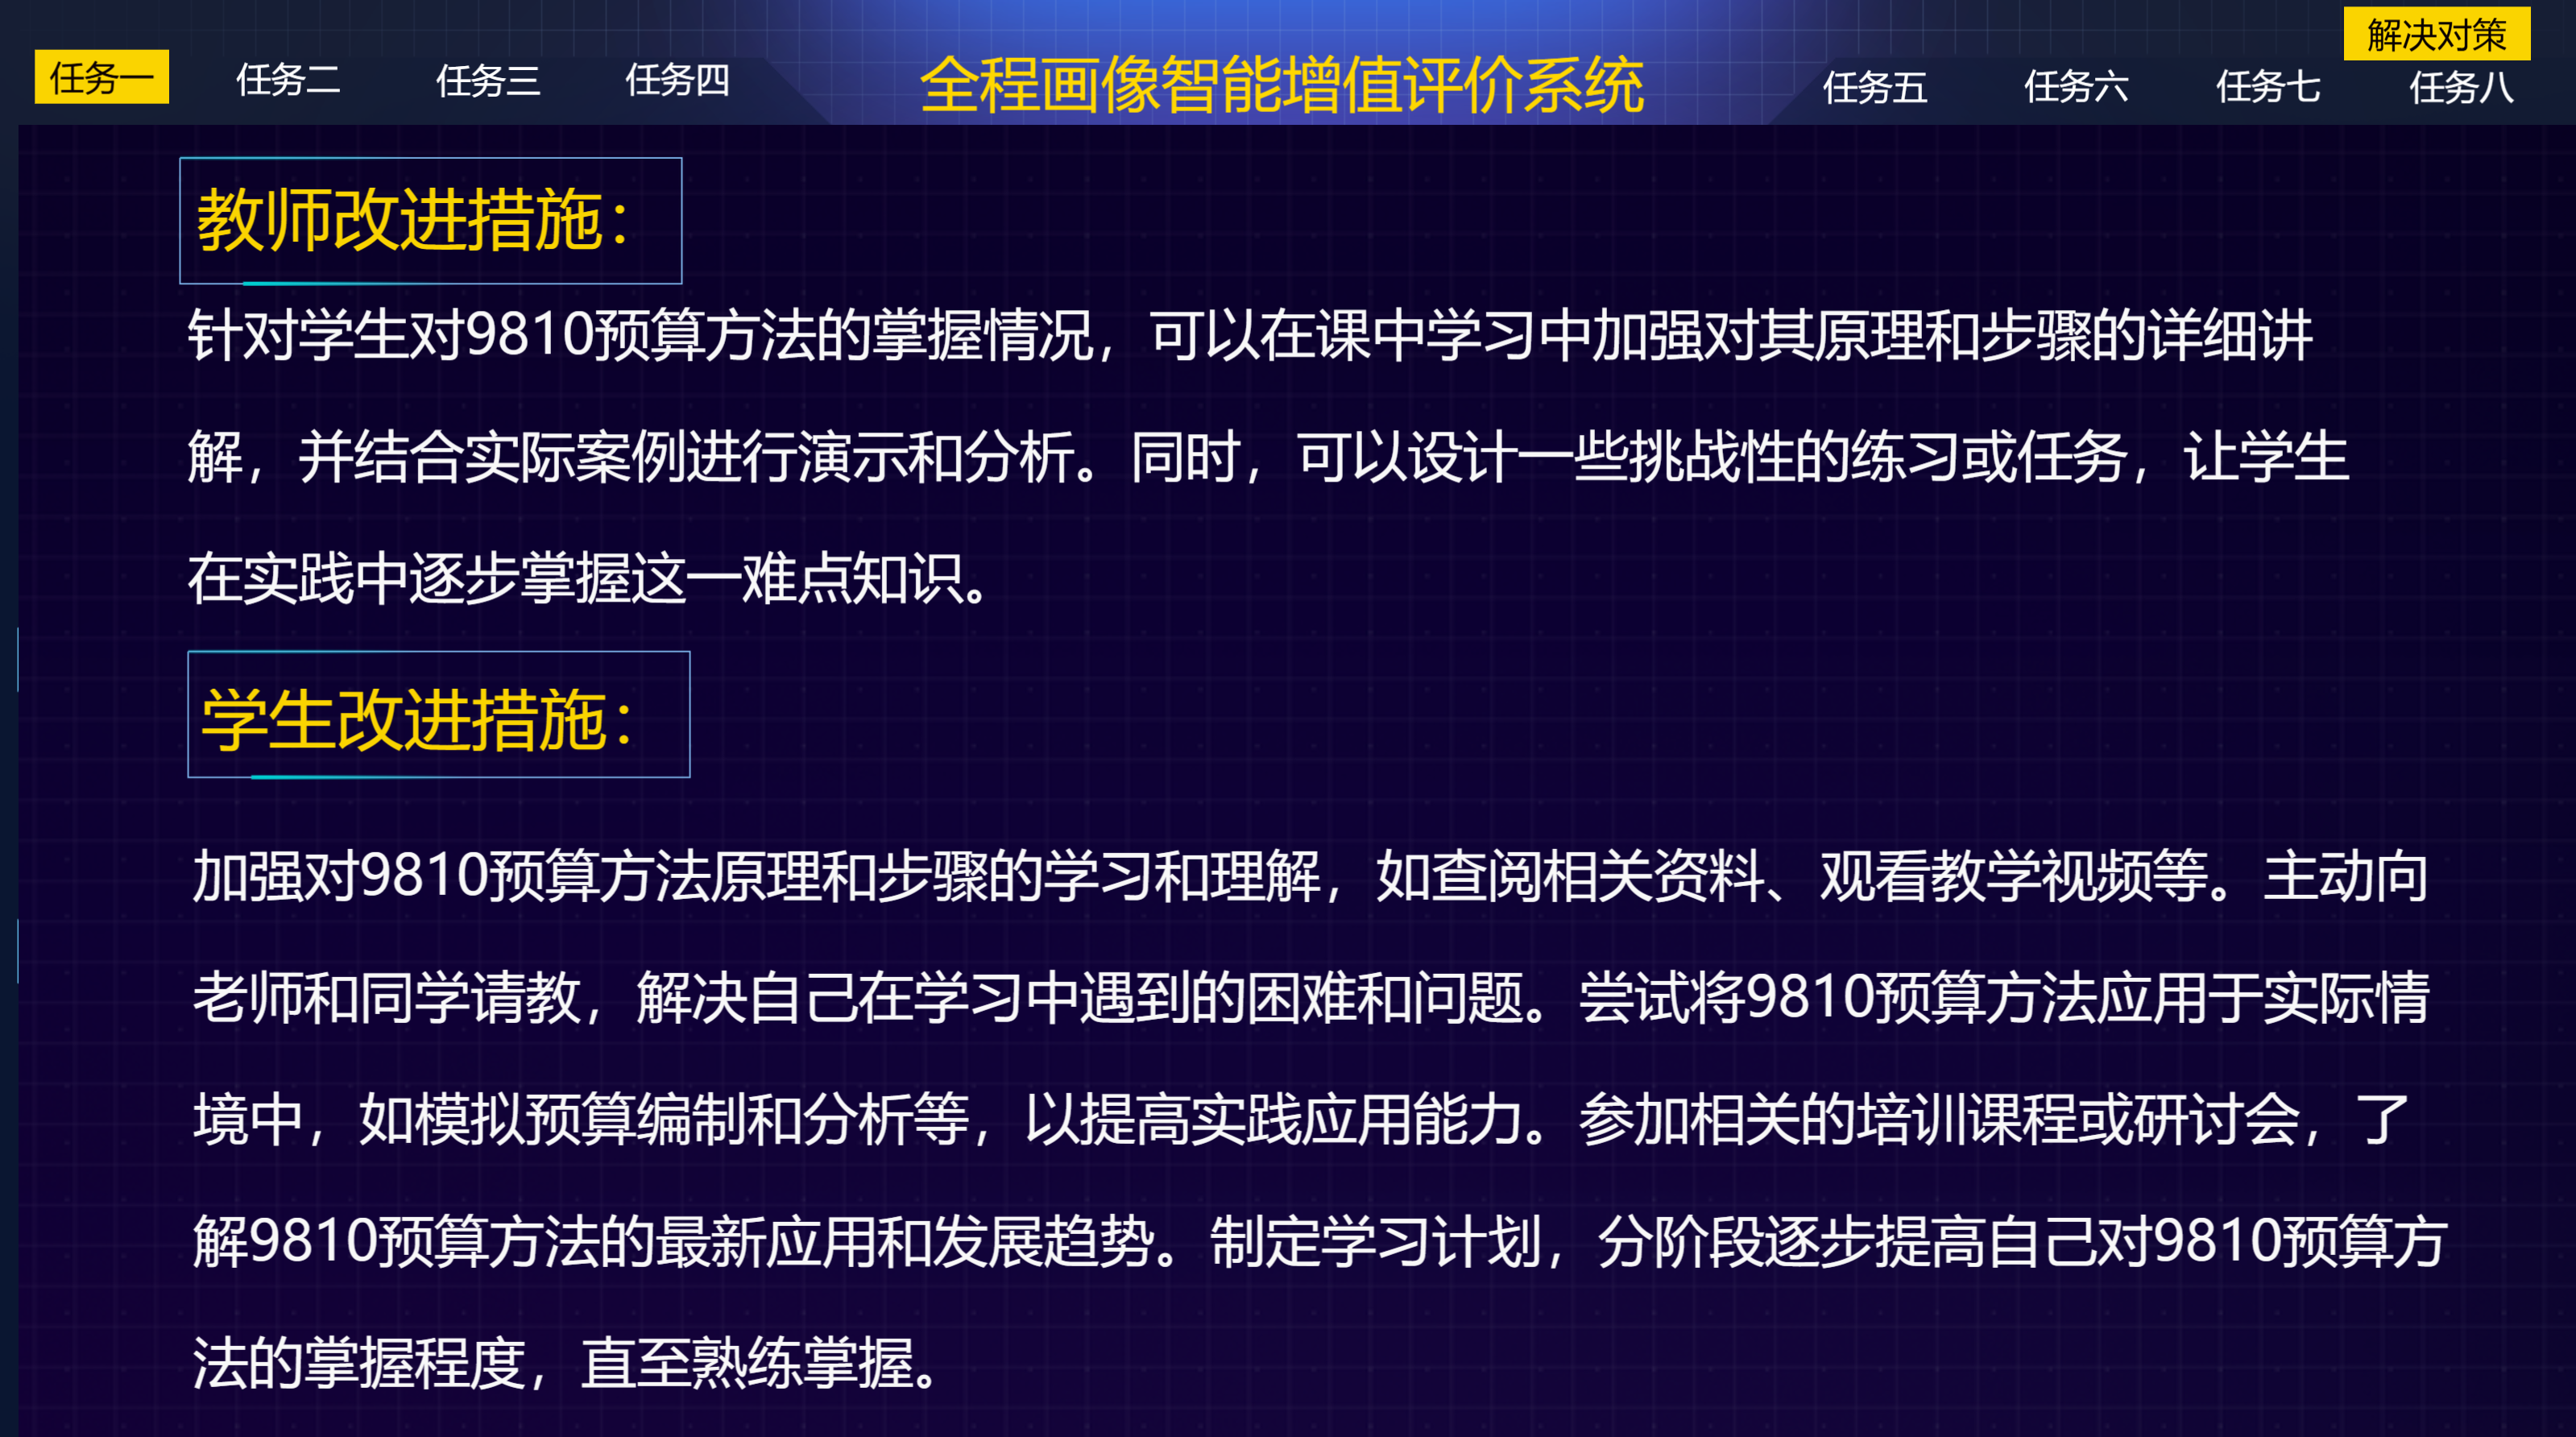 解决对策
任务一
任务二
任务三
任务四
全程画像智能增值评价系统
任务五
任务六
任务七
任务八
教师改进措施：
针对学生对9810预算方法的掌握情况，可以在课中学习中加强对其原理和步骤的详细讲
解，并结合实际案例进行演示和分析。同时，可以设计一些挑战性的练习或任务，让学生
在实践中逐步掌握这一难点知识。
学生改进措施：
加强对9810预算方法原理和步骤的学习和理解，如查阅相关资料、观看教学视频等。主动向
老师和同学请教，解决自己在学习中遇到的困难和问题。尝试将9810预算方法应用于实际情
境中，如模拟预算编制和分析等，以提高实践应用能力。参加相关的培训课程或研讨会，了
解9810预算方法的最新应用和发展趋势。制定学习计划，分阶段逐步提高自己对9810预算方
法的掌握程度，直至熟练掌握。